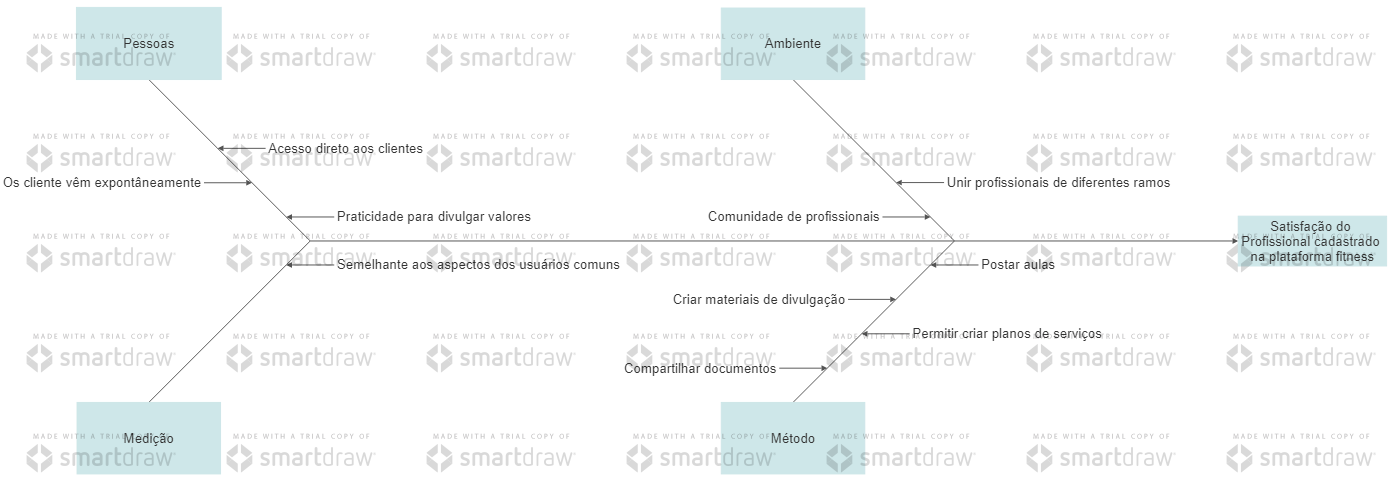 Pessoas
Ambiente
Acesso direto aos clientes
Os cliente vêm expontâneamente
Unir profissionais de diferentes ramos
Praticidade para divulgar valores
Comunidade de profissionais
Satisfação do
Profissional cadastrado
na plataforma fitness
Semelhante aos aspectos dos usuários comuns
Postar aulas
Criar materiais de divulgação
Permitir criar planos de serviços
Compartilhar documentos
Medição
Método
MADE WITH A TRIAL COPY OF
smartdraw